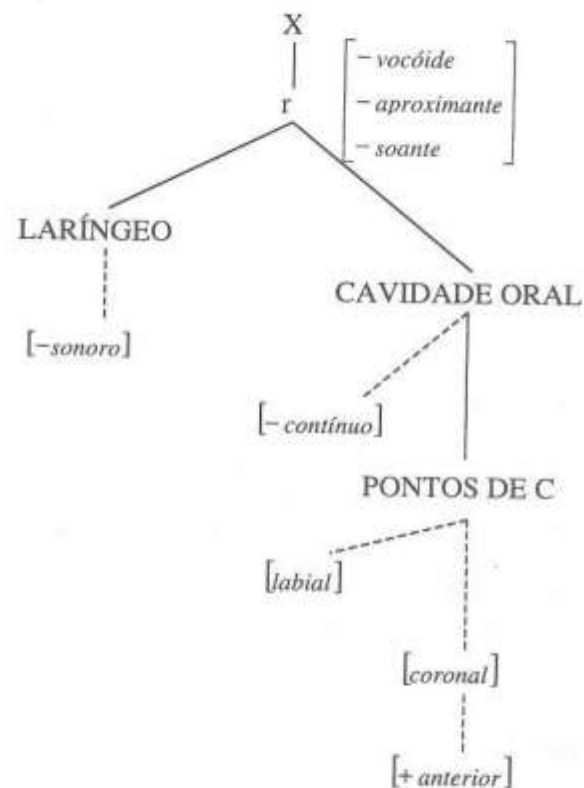 X
[− vocóide
− aproximante
− soante]
r
LARÍNGEO
CAVIDADE ORAL
[−sonoro]
[− contínuo]
PONTOS DE C
[labial]
[coronal]
[+ anterior]